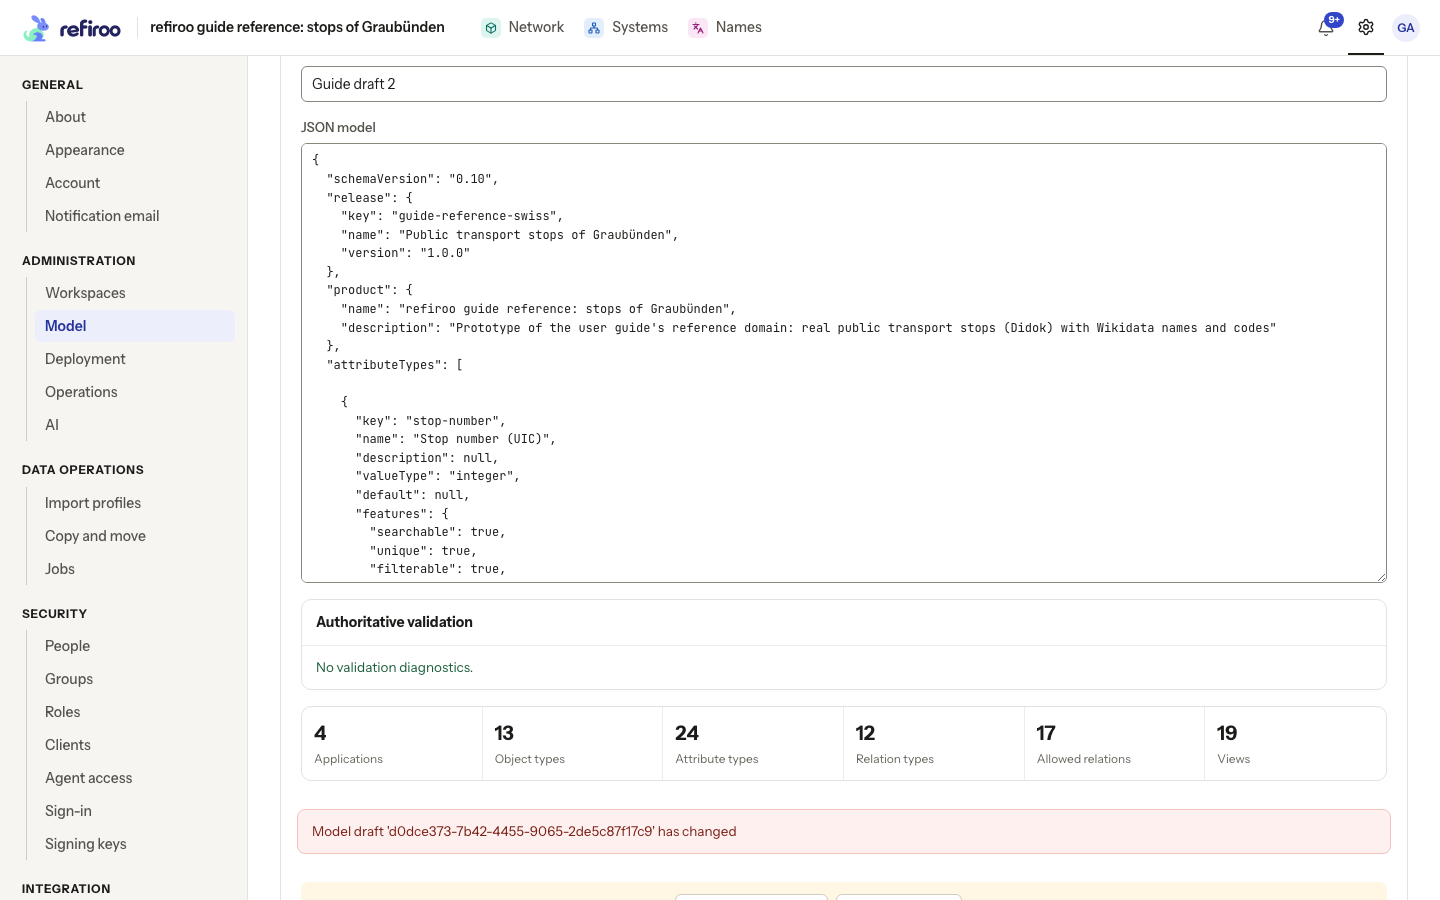 refiroo
refiroo guide reference: stops of Graubünden
Network
Systems
Names
9+
GA
GENERAL
About
Appearance
Account
Notification email
ADMINISTRATION
Workspaces
Model
Deployment
Operations
AI
DATA OPERATIONS
Import profiles
Copy and move
Jobs
SECURITY
People
Groups
Roles
Clients
Agent access
Sign-in
Signing keys
INTEGRATION
Guide draft 2
JSON model
{
  "schemaVersion": "0.10",
  "release": {
    "key": "guide-reference-swiss",
    "name": "Public transport stops of Graubünden",
    "version": "1.0.0"
  },
  "product": {
    "name": "refiroo guide reference: stops of Graubünden",
    "description": "Prototype of the user guide's reference domain: real public transport stops (Didok) with Wikidata names and codes"
  },
  "attributeTypes": [
    {
      "key": "stop-number",
      "name": "Stop number (UIC)",
      "description": null,
      "valueType": "integer",
      "default": null,
      "features": {
        "searchable": true,
        "unique": true,
        "filterable": true,
Authoritative validation
No validation diagnostics.
4
Applications
13
Object types
24
Attribute types
12
Relation types
17
Allowed relations
19
Views
Model draft 'd0dce373-7b42-4455-9065-2de5c87f17c9' has changed